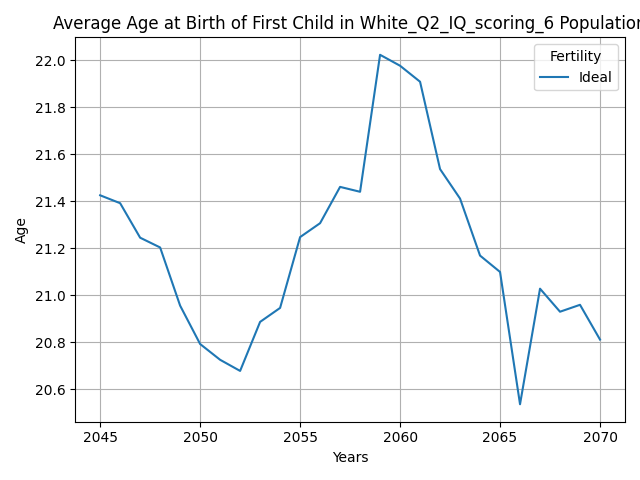 Average Age at Birth of First Child in White_Q2_IQ_scoring_6 Population
Fertility
Ideal
22.0
21.8
21.6
21.4
21.2
21.0
20.8
20.6
Age
2045 2050 2055 2060 2065 2070
Years